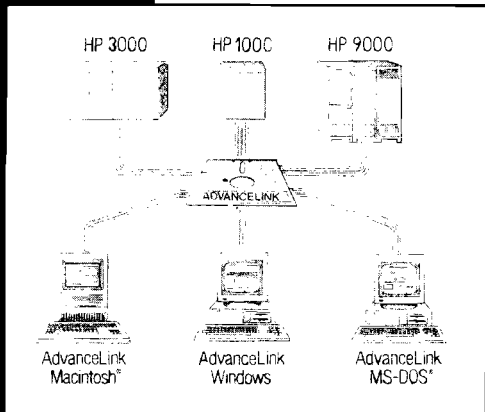 HP 3000 HP 1000 HP 9000
ADVANCELINK
AdvanceLink AdvanceLink AdvanceLink
Macintosh* Windows MS-DOS*